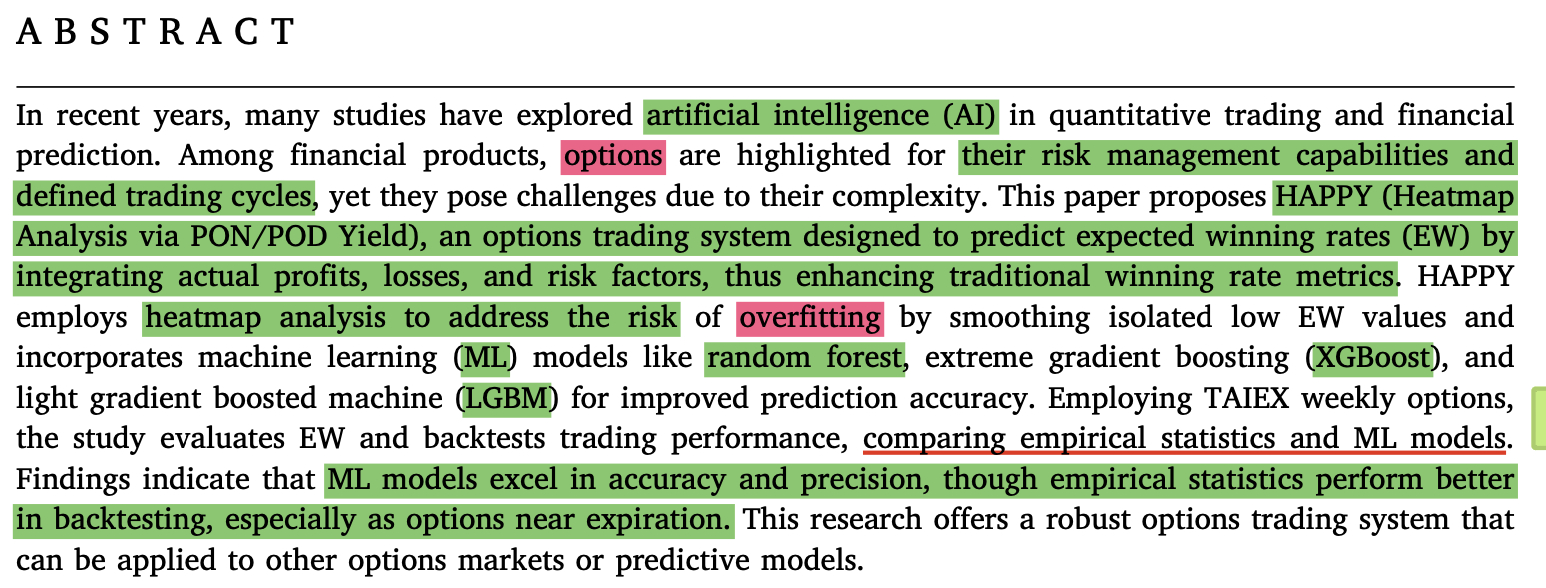 ABSTRACT
In recent years, many studies have explored artificial intelligence (AI) in quantitative trading and financial
prediction. Among financial products, options are highlighted for their risk management capabilities and
defined trading cycles, yet they pose challenges due to their complexity. This paper proposes HAPPY (Heatmap
Analysis via PON/POD Yield), an options trading system designed to predict expected winning rates (EW) by
integrating actual profits, losses, and risk factors, thus enhancing traditional winning rate metrics. HAPPY
employs heatmap analysis to address the risk of overfitting by smoothing isolated low EW values and
incorporates machine learning (ML) models like random forest, extreme gradient boosting (XGBoost), and
light gradient boosted machine (LGBM) for improved prediction accuracy. Employing TAIEX weekly options,
the study evaluates EW and backtests trading performance, comparing empirical statistics and ML models.
Findings indicate that ML models excel in accuracy and precision, though empirical statistics perform better
in backtesting, especially as options near expiration. This research offers a robust options trading system that
can be applied to other options markets or predictive models.